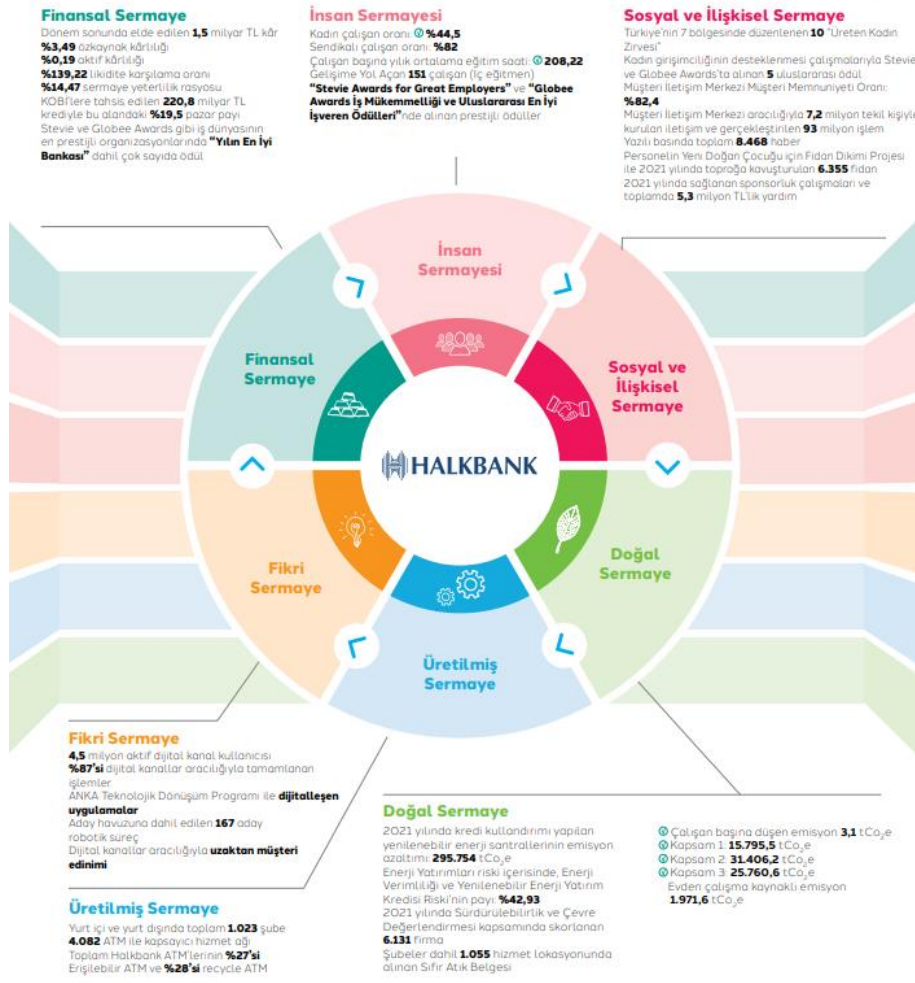 Finansal Sermaye
Dönem sonunda elde edilen 1,5 milyar TL kâr
%3,49 özkaynak kârlılığı
%0,19 aktif kârlılığı
%139,22 likidite karşılama oranı
%14,47 sermaye yeterlilik rasyosu
KOBİ'lere tahsis edilen 220,8 milyar TL
krediyle bu alandaki %19,5 pazar payı
Stevie ve Globee Awards gibi iş dünyasının
en prestijli organizasyonlarında "Yılın En İyi
Bankası" dahil çok sayıda ödül
İnsan Sermayesi
Kadın çalışan oranı: %44,5
Sendikalı çalışan oranı: %82
Çalışan başına yıllık ortalama eğitim saati: 208,22
Gelişime Yol Açan 151 çalışan (İç eğitmen)
"Stevie Awards for Great Employers" ve "Globee
Awards İş Mükemmelliği ve Uluslararası En İyi
İşveren Ödülleri"nde alınan prestijli ödüller
Sosyal ve İlişkisel Sermaye
Türkiye'nin 7 bölgesinde düzenlenen 10 "Üreten Kadın
Zirvesi"
Kadın girişimciliğinin desteklenmesi çalışmalarıyla Stevie
ve Globee Awards'ta alınan 5 uluslararası ödül
Müşteri İletişim Merkezi Müşteri Memnuniyeti Oranı:
%82,4
Müşteri İletişim Merkezi aracılığıyla 7,2 milyon tekil kişiyle
kurulan iletişim ve gerçekleştirilen 93 milyon işlem
Yazılı basında toplam 8.468 haber
Personelin Yeni Doğan Çocuğu için Fidan Dikimi Projesi
ile 2021 yılında toprağa kavuşturulan 6.355 fidan
2021 yılında sağlanan sponsorluk çalışmaları ve
toplamda 5,3 milyon TL'lik yardım
İnsan
Sermayesi
Finansal
Sermaye
Sosyal ve
İlişkisel
Sermaye
HALKBANK
Fikri
Sermaye
Doğal
Sermaye
Üretilmiş
Sermaye
Fikri Sermaye
4,5 milyon aktif dijital kanal kullanıcısı
%87'si dijital kanallar aracılığıyla tamamlanan
işlemler
ANKA Teknolojik Dönüşüm Programı ile dijitalleşen
uygulamalar
Aday havuzuna dahil edilen 167 aday
robotik süreç
Dijital kanallar aracılığıyla uzaktan müşteri
edinimi
Üretilmiş Sermaye
Yurt içi ve yurt dışında toplam 1.023 şube
4.082 ATM ile kapsayıcı hizmet ağı
Toplam Halkbank ATM'lerinin %27'si
Erişilebilir ATM ve %28'si recycle ATM
Doğal Sermaye
2021 yılında kredi kullandırımı yapılan
yenilenebilir enerji santrallerinin emisyon
azaltımı: 295.754 tCo₂e
Enerji Yatırımları riski içerisinde, Enerji
Verimliliği ve Yenilenebilir Enerji Yatırım
Kredisi Riski'nin payı: %42,93
2021 yılında Sürdürülebilirlik ve Çevre
Değerlendirmesi kapsamında skorlanan
6.131 firma
Şubeler dahil 1.055 hizmet lokasyonunda
alınan Sıfır Atık Belgesi
Çalışan başına düşen emisyon 3,1 tCo₂e
Kapsam 1: 15.795,5 tCo₂e
Kapsam 2: 31.406,2 tCo₂e
Kapsam 3: 25.760,6 tCo₂e
Evden çalışma kaynaklı emisyon
1.971,6 tCo₂e